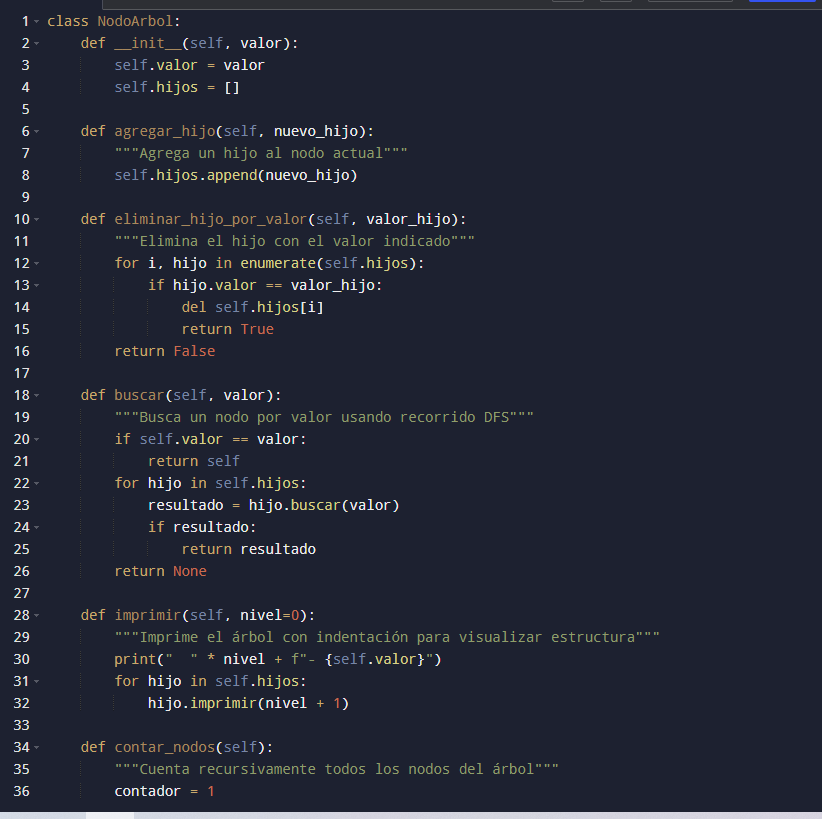 1 class NodoArbol:
2     def __init__(self, valor):
3         self.valor = valor
4         self.hijos = []
5
6     def agregar_hijo(self, nuevo_hijo):
7         """Agrega un hijo al nodo actual"""
8         self.hijos.append(nuevo_hijo)
9
10     def eliminar_hijo_por_valor(self, valor_hijo):
11         """Elimina el hijo con el valor indicado"""
12         for i, hijo in enumerate(self.hijos):
13             if hijo.valor == valor_hijo:
14                 del self.hijos[i]
15                 return True
16         return False
17
18     def buscar(self, valor):
19         """Busca un nodo por valor usando recorrido DFS"""
20         if self.valor == valor:
21             return self
22         for hijo in self.hijos:
23             resultado = hijo.buscar(valor)
24             if resultado:
25                 return resultado
26         return None
27
28     def imprimir(self, nivel=0):
29         """Imprime el árbol con indentación para visualizar estructura"""
30         print("  " * nivel + f"- {self.valor}")
31         for hijo in self.hijos:
32             hijo.imprimir(nivel + 1)
33
34     def contar_nodos(self):
35         """Cuenta recursivamente todos los nodos del árbol"""
36         contador = 1